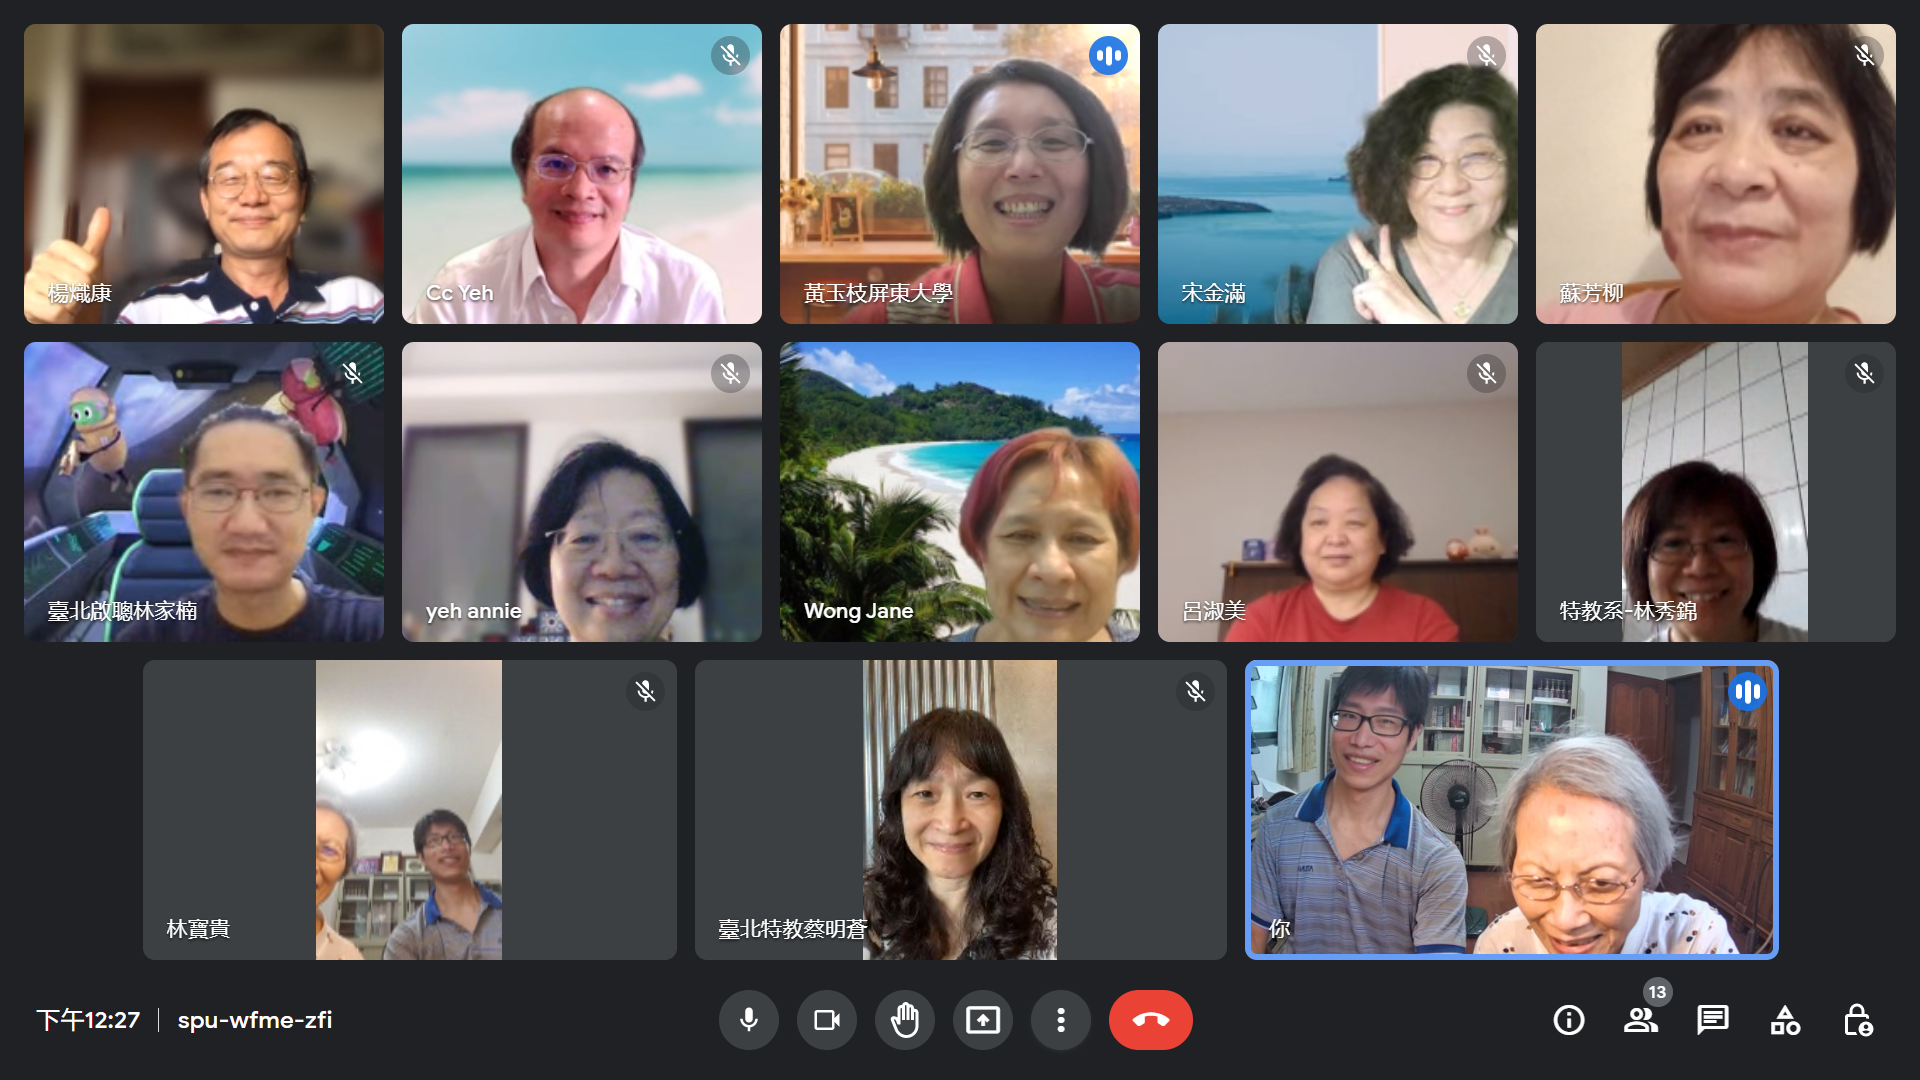 楊熾康
Cc Yeh
黃玉枝屏東大學
宋金滿
蘇芳柳
臺北啟聰林家楠
yeh annie
Wong Jane
呂淑美
特教系-林秀錦
林寶貴
臺北特教蔡明蒼
你
下午12:27
spu-wfme-zfi
13